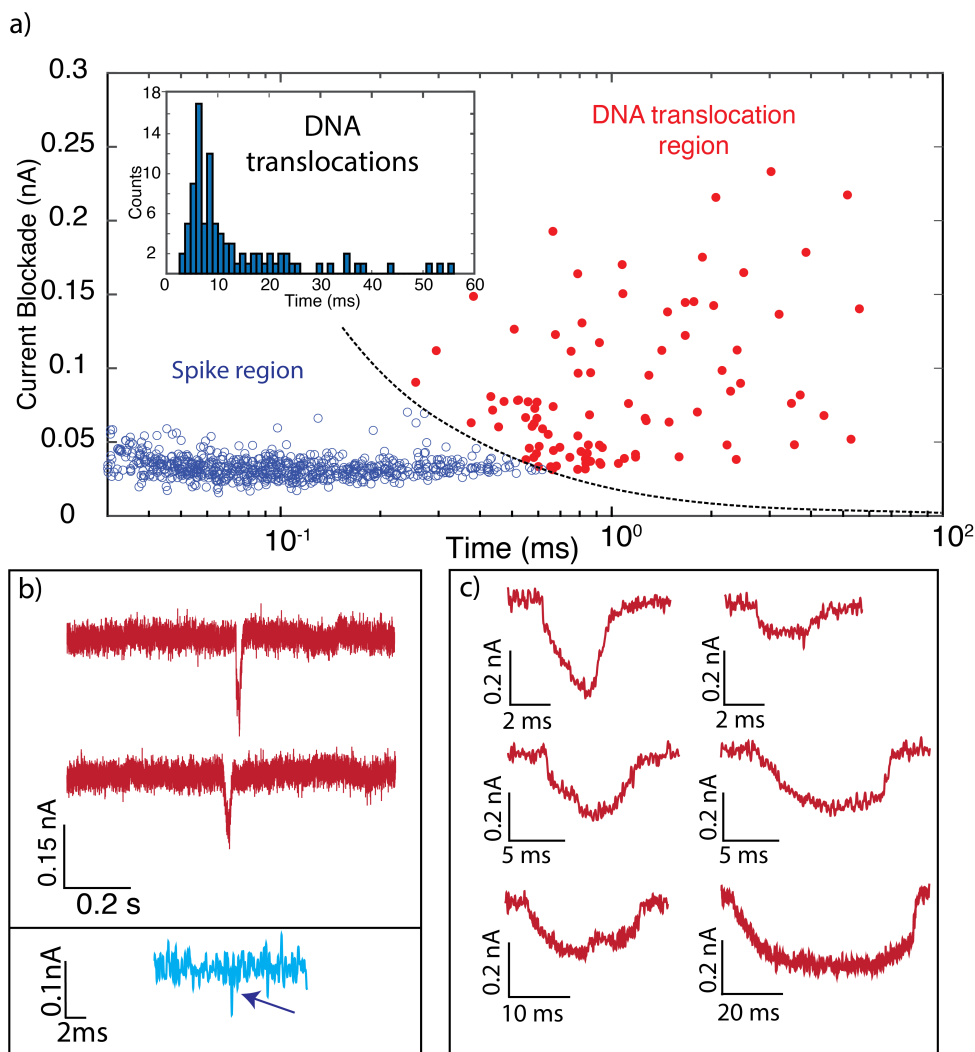 a)
0.3
0.25
0.2
0.15
0.1
0.05
0
Current Blockade (nA)
18
14
10
6
2
Counts
DNA
translocations
0 10 20 30 40 50 60
Time (ms)
DNA translocation
region
Spike region
10-1 100 102
Time (ms)
b)
0.15 nA
0.2 s
0.1nA
2ms
c)
0.2 nA
2 ms
0.2 nA
2 ms
0.2 nA
5 ms
0.2 nA
5 ms
0.2 nA
10 ms
0.2 nA
20 ms